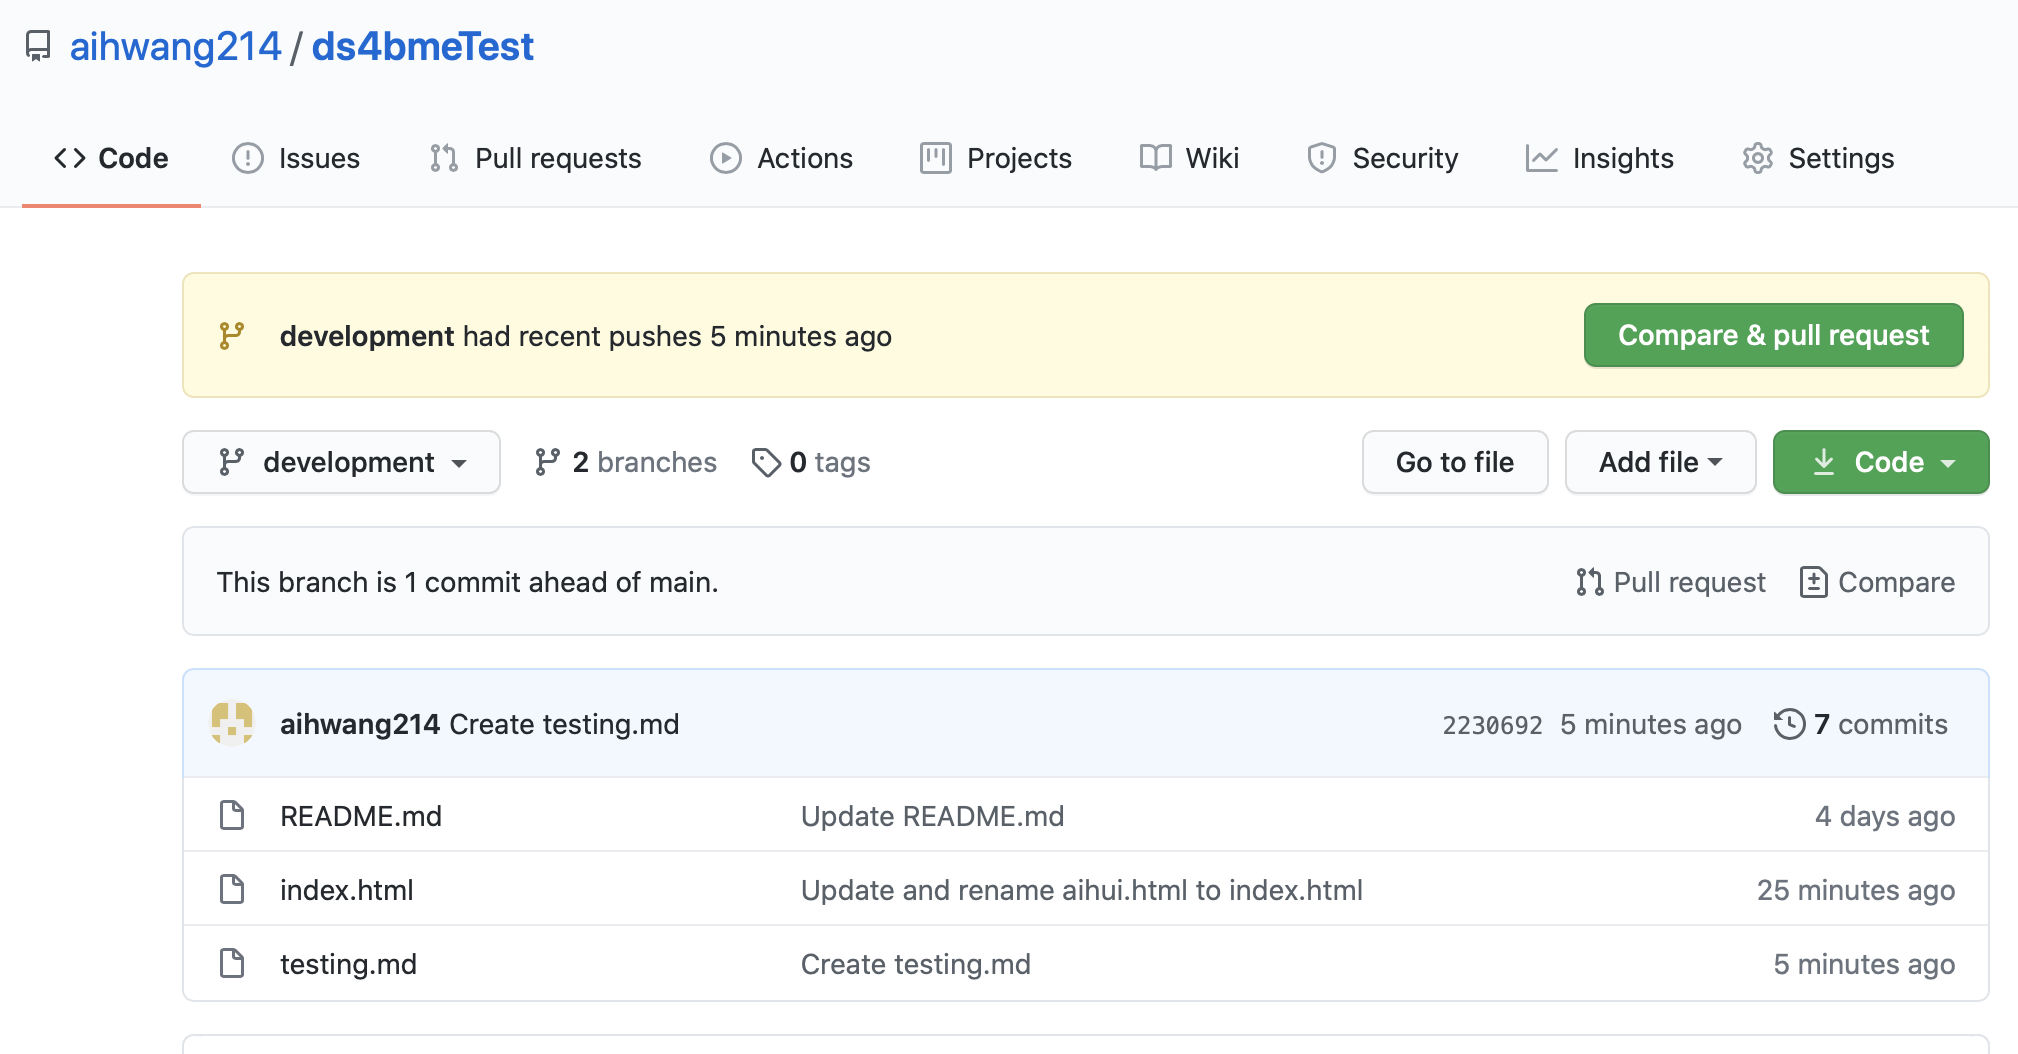 aihwang214 / ds4bmeTest
Code Issues Pull requests Actions Projects Wiki Security Insights Settings
development had recent pushes 5 minutes ago Compare & pull request
development 2 branches 0 tags Go to file Add file Code
This branch is 1 commit ahead of main. Pull request Compare
aihwang214 Create testing.md 2230692 5 minutes ago 7 commits
README.md Update README.md 4 days ago
index.html Update and rename aihui.html to index.html 25 minutes ago
testing.md Create testing.md 5 minutes ago